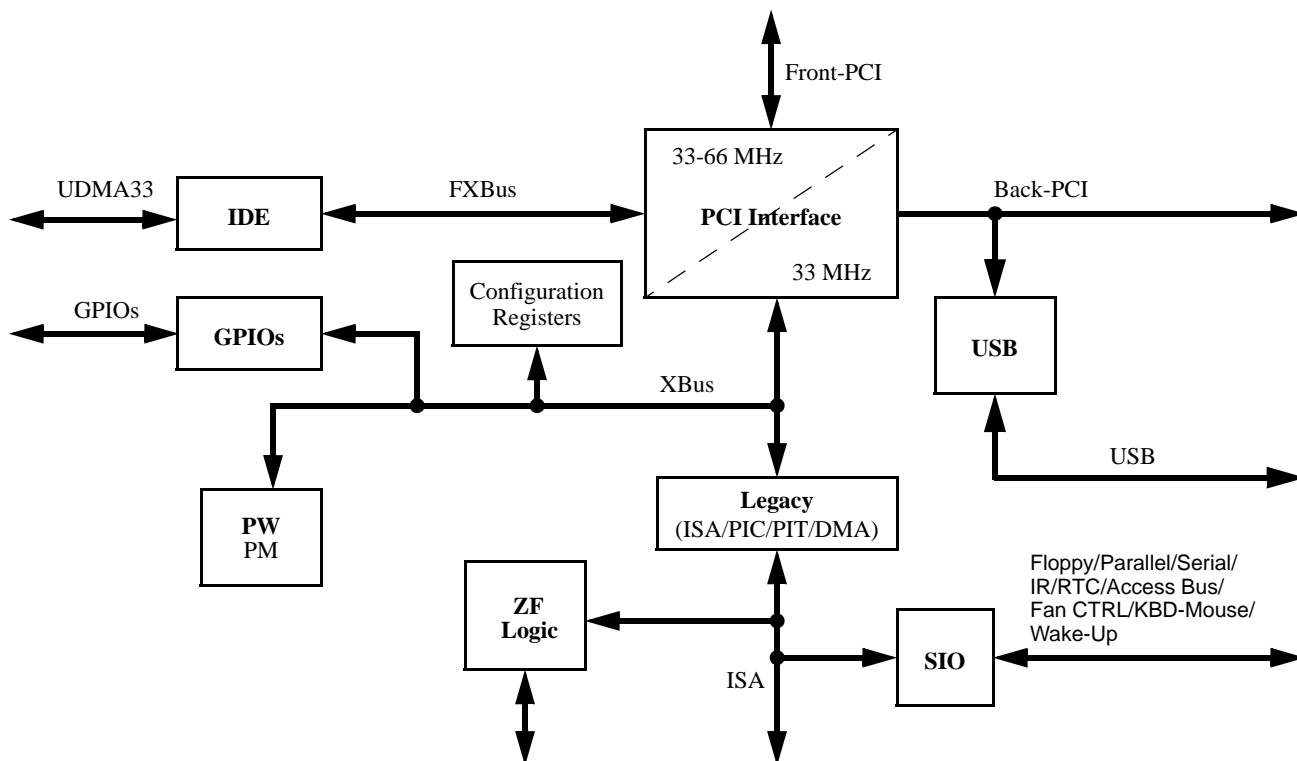 Front-PCI
33-66 MHz
UDMA33
FXBus
Back-PCI
IDE
PCI Interface
33 MHz
Configuration
Registers
GPIOs
GPIOs
USB
XBus
USB
Legacy
(ISA/PIC/PIT/DMA)
PW
PM
Floppy/Parallel/Serial/
IR/RTC/Access Bus/
Fan CTRL/KBD-Mouse/
Wake-Up
ZF
Logic
SIO
ISA